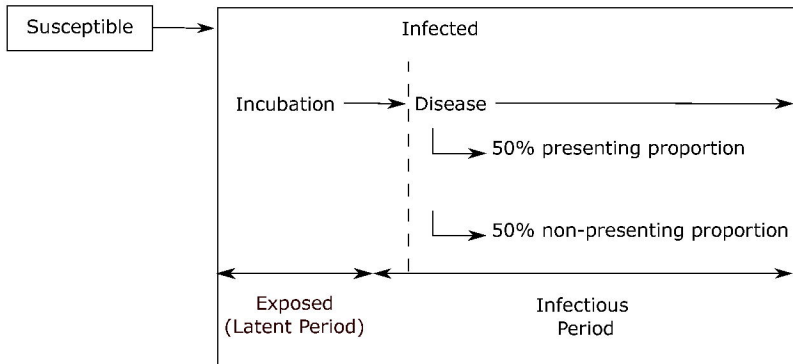 Susceptible
Infected
Incubation
Disease
50% presenting proportion
50% non-presenting proportion
Exposed
(Latent Period)
Infectious
Period